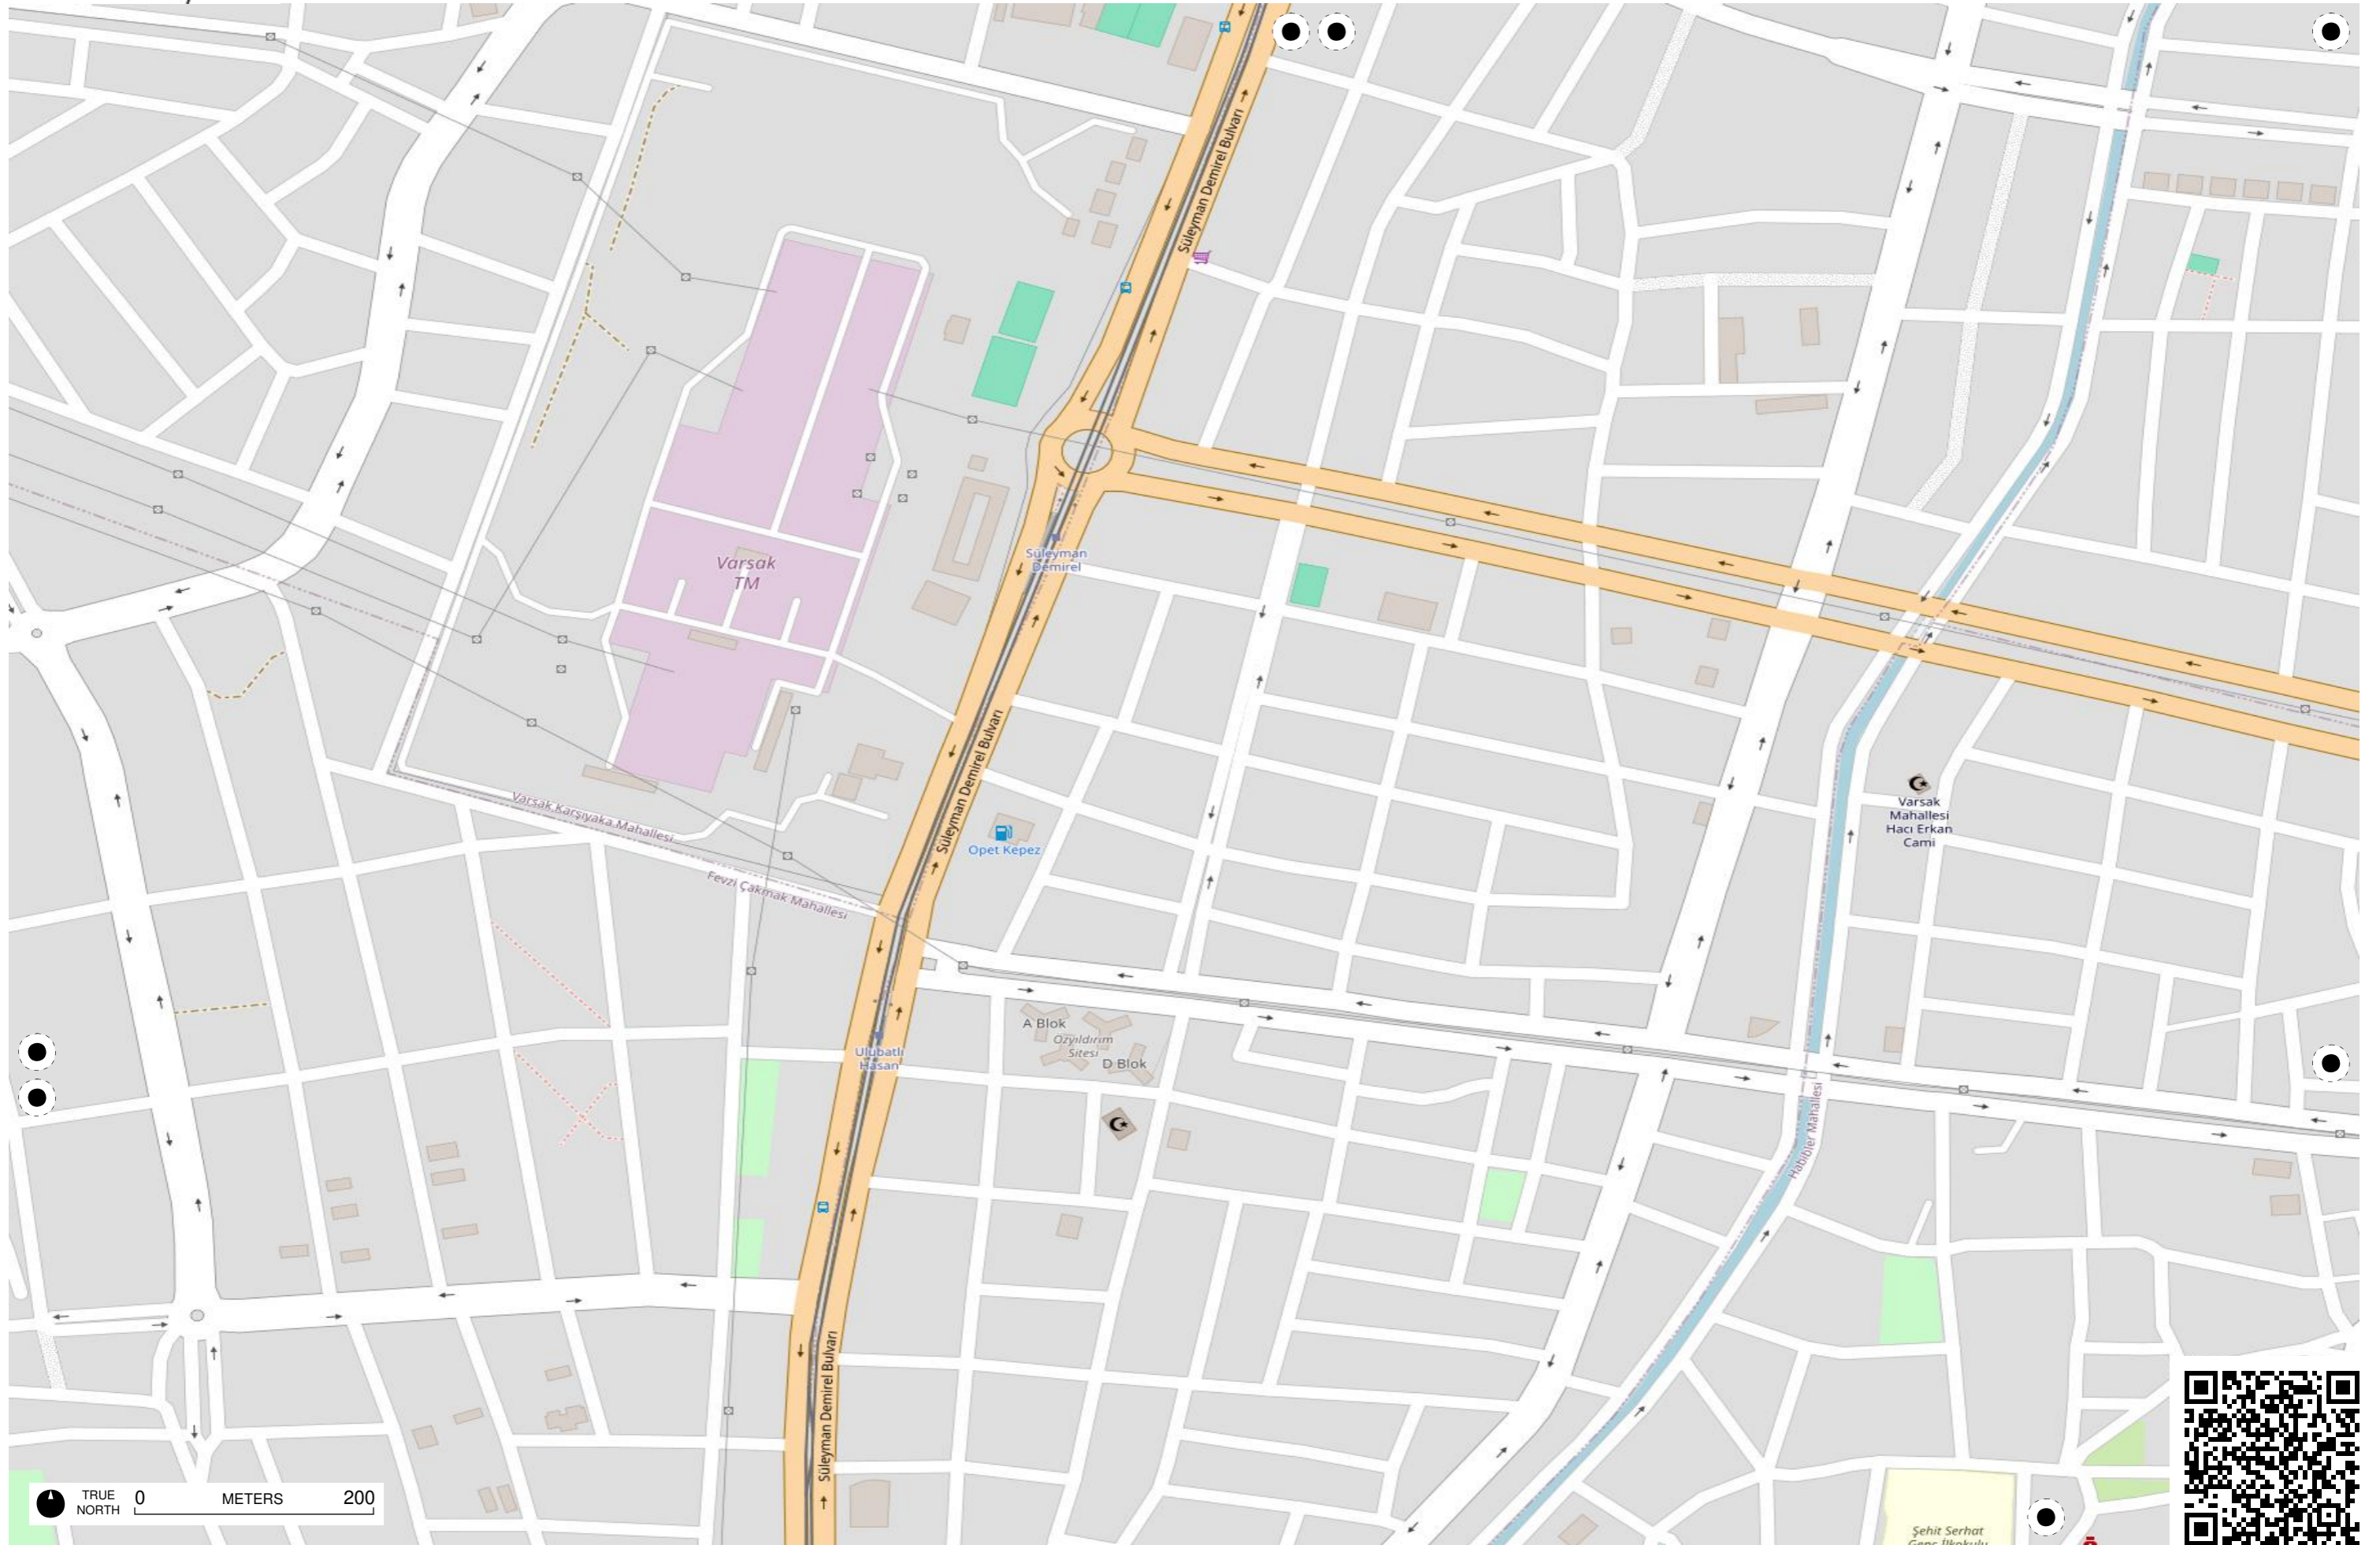 Süleyman Demirel Bulvarı
Süleyman
Demirel
Varsak
TM
Süleyman Demirel Bulvarı
Varsak Karşıyaka Mahallesi
Opet Kepez
Varsak
Mahallesi
Hacı Erkan
Cami
Fevzi Çakmak Mahallesi
A Blok
Özyıldırım
Sitesi
D Blok
Ulubatlı
Hasan
Habibler Mahallesi
Süleyman Demirel Bulvarı
TRUE
NORTH
0 METERS 200
Şehit Serhat
Genç İlkokulu